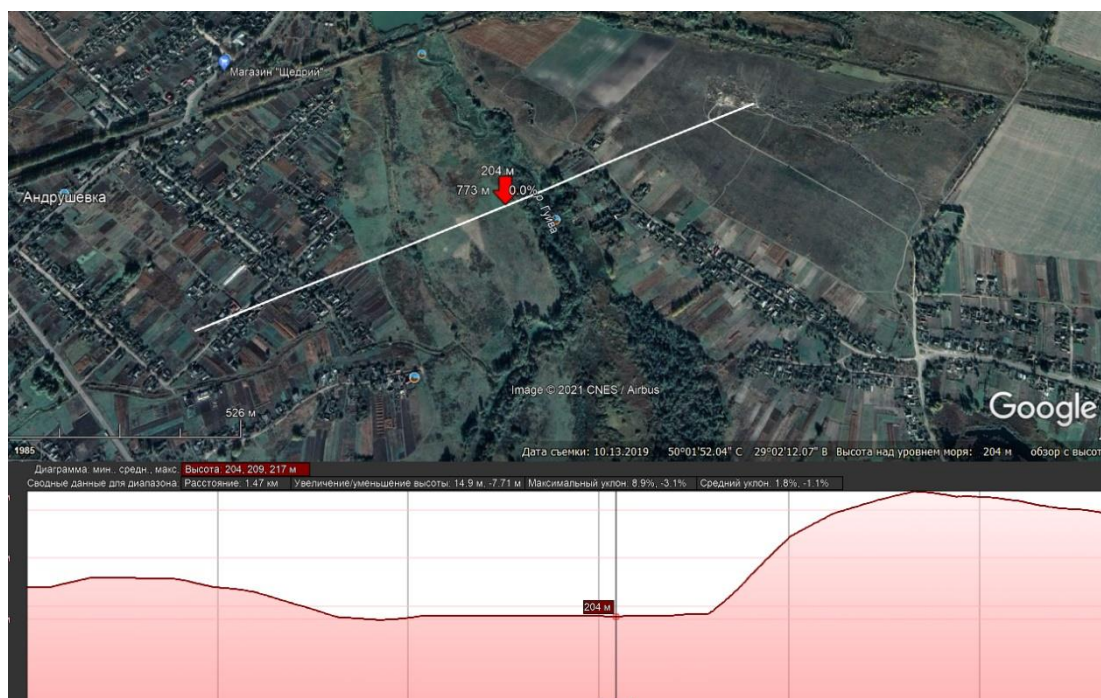 Магазин "Щедрий"
204 м
773 м 0.0%
р. Гуйва
Андрушевка
526 м
Image © 2021 CNES / Airbus
Google
1985
Дата съемки: 10.13.2019 50°01'52.04" С 29°02'12.07" В Высота над уровнем моря: 204 м обзор с высот
Диаграмма: мин., средн., макс. Высота: 204, 209, 217 м
Сводные данные для диапазона: Расстояние: 1.47 км Увеличение/уменьшение высоты: 14.9 м, -7.71 м Максимальный уклон: 8.9%, -3.1% Средний уклон: 1.8%, -1.1%
204 м